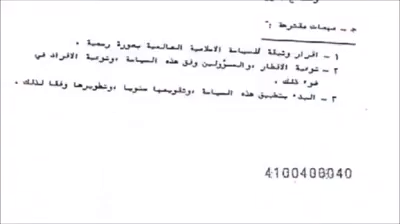 ج ـ مهمات مقترحة :
١ - اقرار وثيقة للسياسة الاعلامية العالمية بصورة رسمية .
٢ - توعية الاقطار ،والمسؤولين وفق هذه السياسة ،وتوعية الافراد في
ضوء ذلك .
٣ - البدء بتطبيق هذه السياسة ،وتقويمها سنويا ،وتطويرها وفقا لذلك .
4100400040